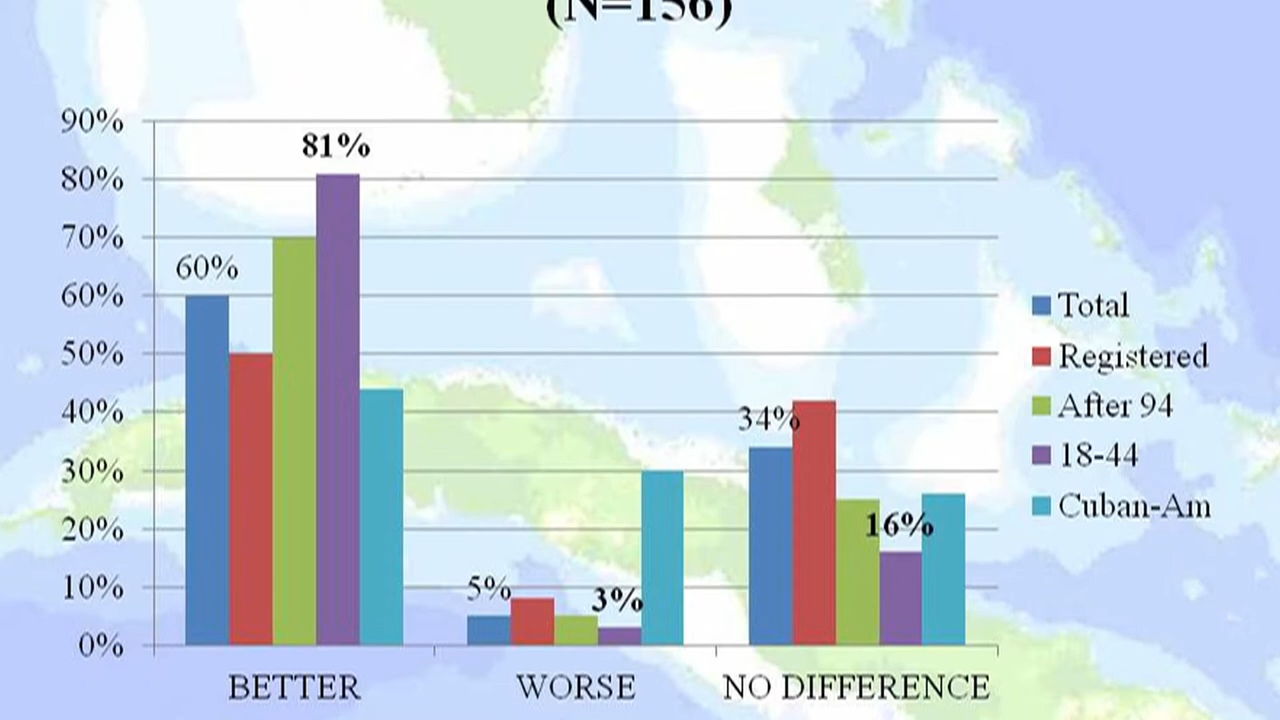 (N=156)
90%
80%
70%
60%
50%
40%
30%
20%
10%
0%
81%
60%
5%
3%
34%
16%
BETTER
WORSE
NO DIFFERENCE
Total
Registered
After 94
18-44
Cuban-Am